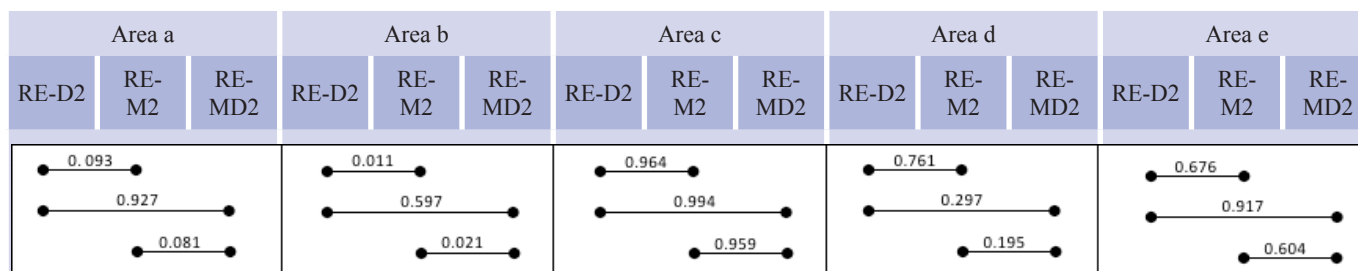 Area a Area b Area c Area d Area e
RE-D2 RE-M2 RE-MD2 RE-D2 RE-M2 RE-MD2 RE-D2 RE-M2 RE-MD2 RE-D2 RE-M2 RE-MD2 RE-D2 RE-M2 RE-MD2
0.093 0.011 0.964 0.761 0.676
0.927 0.597 0.994 0.297 0.917
0.081 0.021 0.959 0.195 0.604